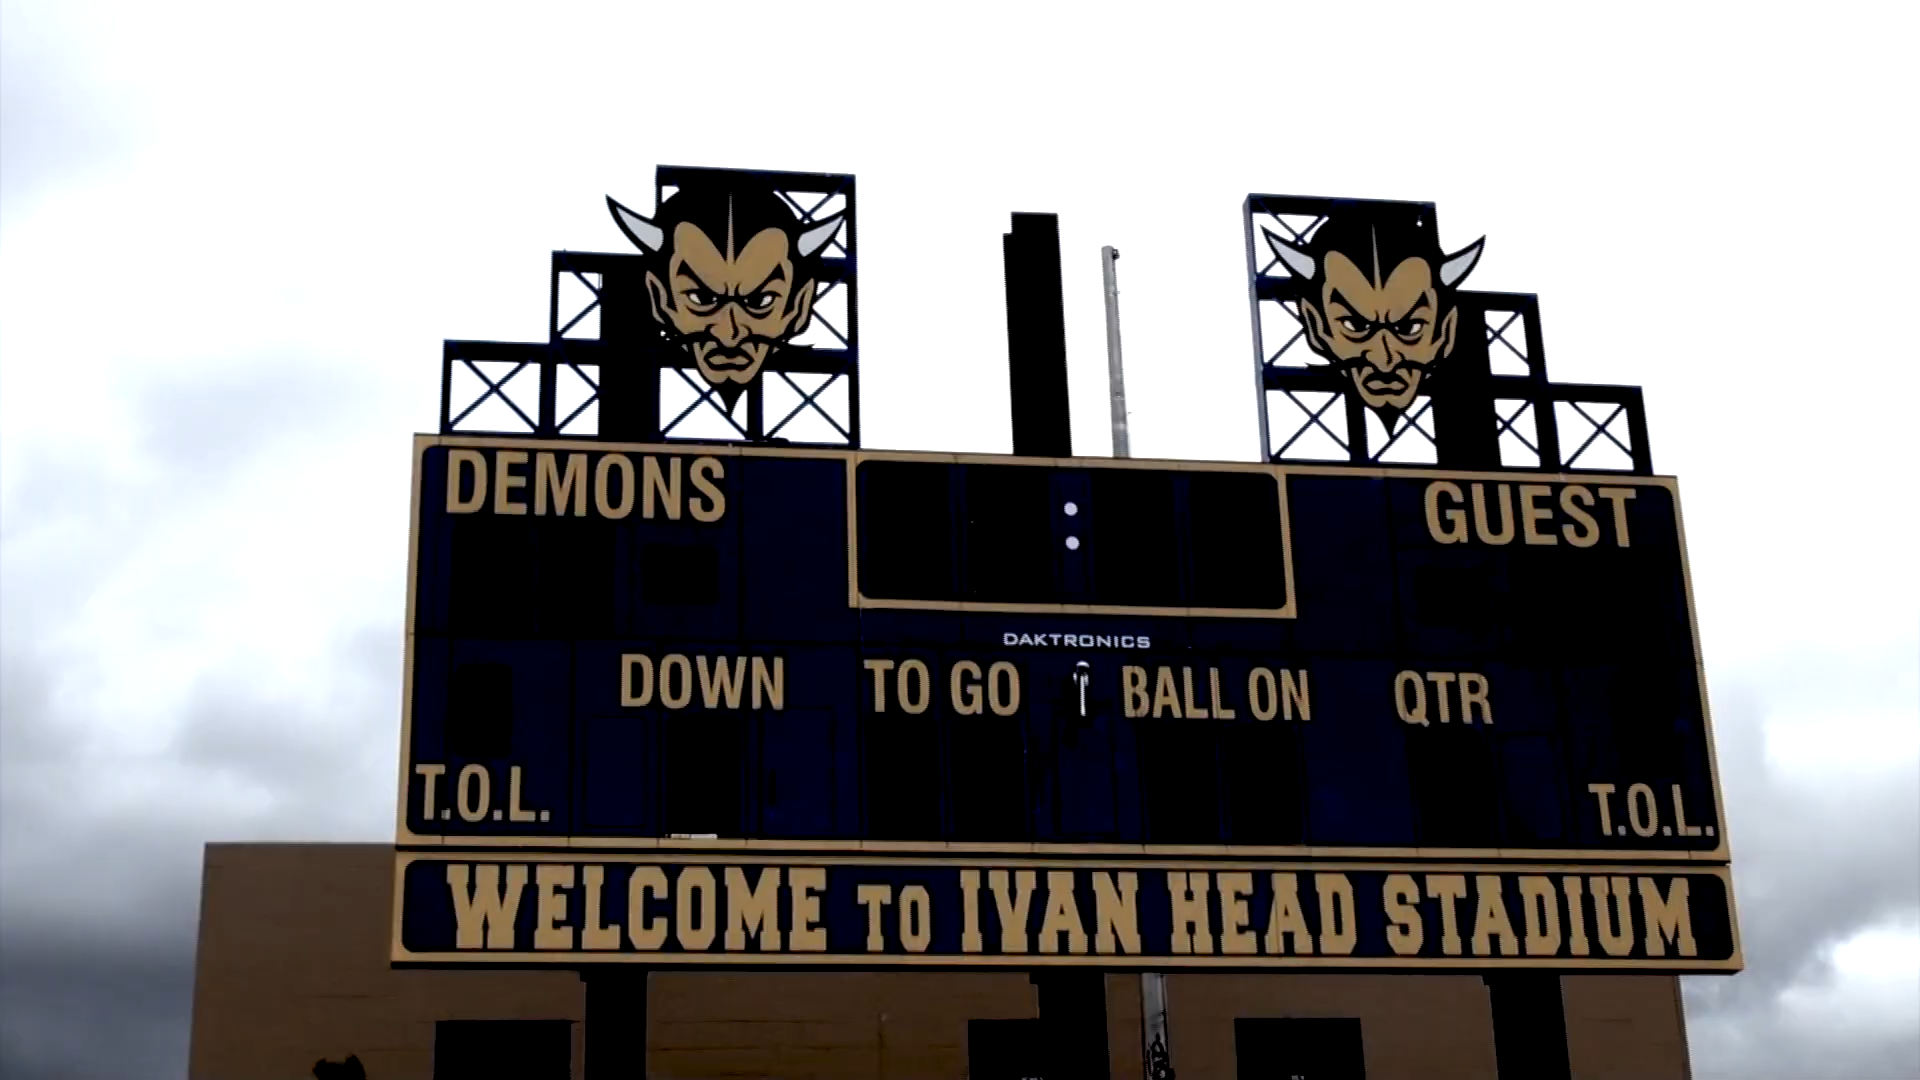 DEMONS
GUEST
:
DAKTRONICS
DOWN TO GO BALL ON QTR
T.O.L. T.O.L.
WELCOME TO IVAN HEAD STADIUM